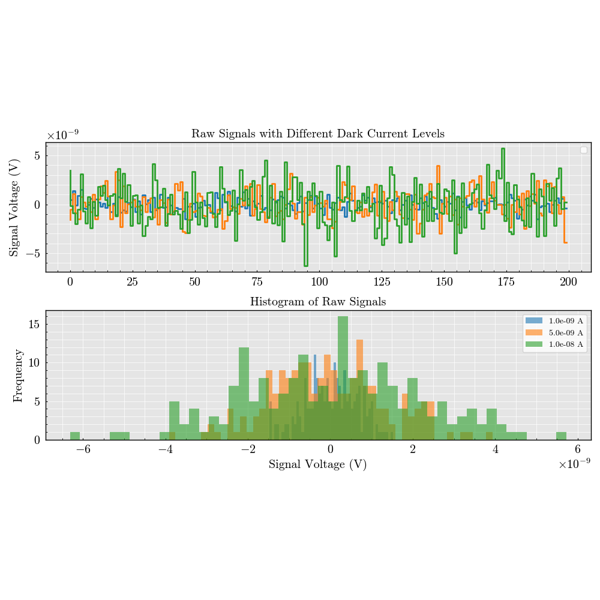 Raw Signals with Different Dark Current Levels
×10⁻⁹
5
0
−5
Signal Voltage (V)
0 25 50 75 100 125 150 175 200
Histogram of Raw Signals
15
10
5
0
Frequency
1.0e-09 A
5.0e-09 A
1.0e-08 A
−6 −4 −2 0 2 4 6
Signal Voltage (V)
×10⁻⁹